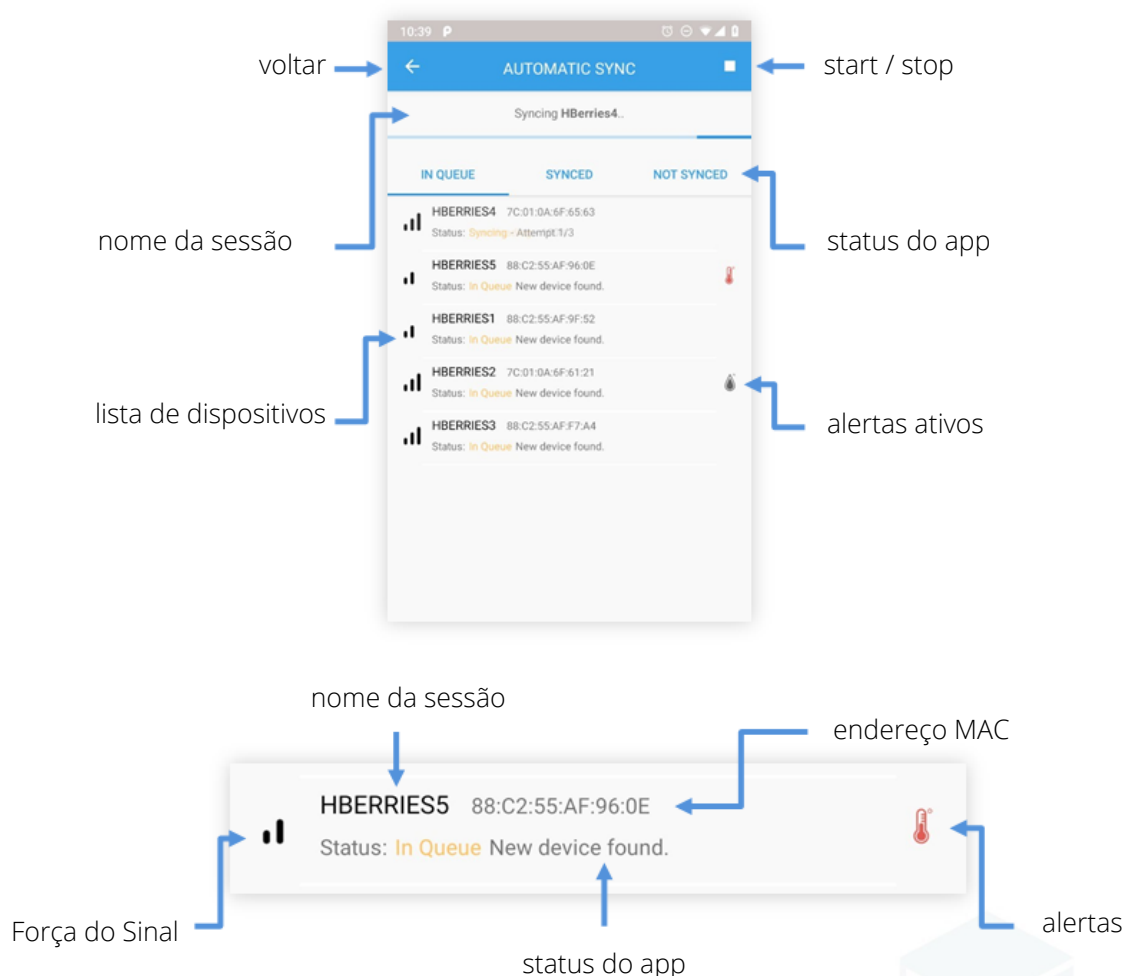 10:39
voltar
AUTOMATIC SYNC
start / stop
Syncing HBerries4..
IN QUEUE SYNCED NOT SYNCED
HBERRIES4 7C:01:0A:6F:65:63
nome da sessão
Status: Syncing - Attempt 1/3
status do app
HBERRIES5 88:C2:55:AF:96:0E
Status: In Queue New device found.
HBERRIES1 88:C2:55:AF:9F:52
Status: In Queue New device found.
HBERRIES2 7C:01:0A:6F:61:21
Status: In Queue New device found.
lista de dispositivos
alertas ativos
HBERRIES3 88:C2:55:AF:F7:A4
Status: In Queue New device found.
nome da sessão
endereço MAC
HBERRIES5 88:C2:55:AF:96:0E
Status: In Queue New device found.
Força do Sinal
alertas
status do app